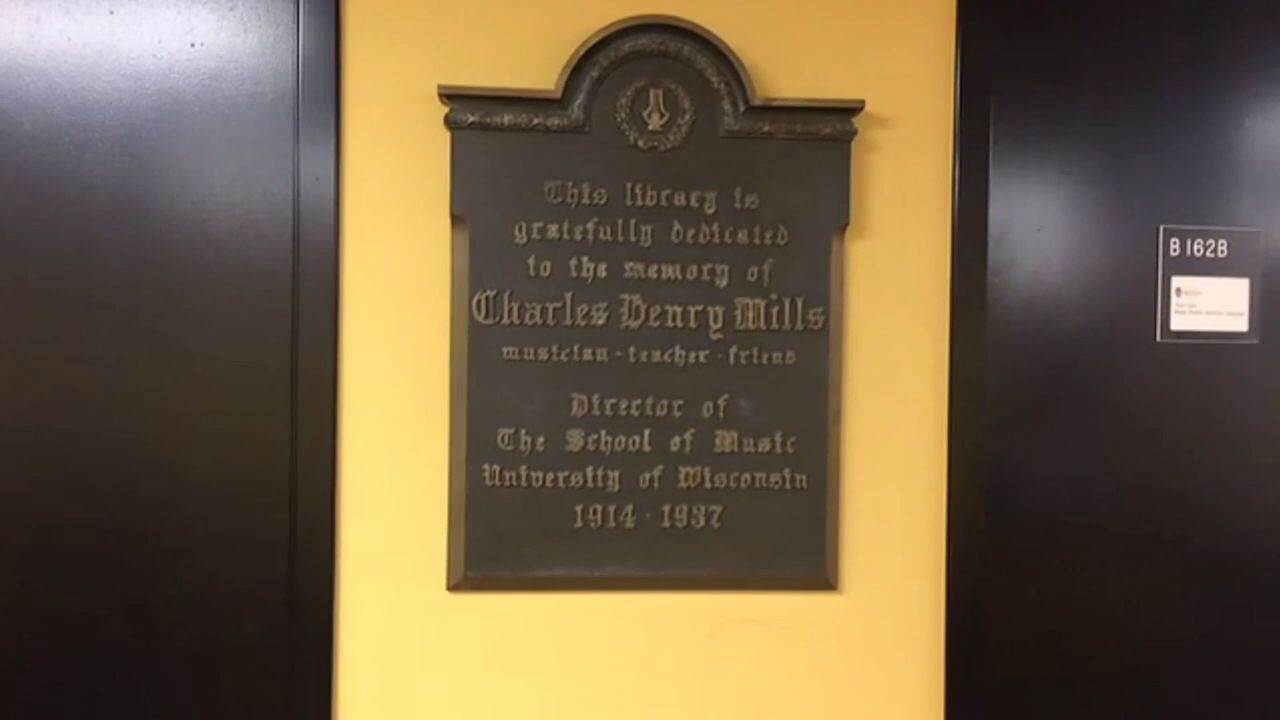 This library is
gratefully dedicated
to the memory of
Charles Henry Mills
musician - teacher - friend
Director of
The School of Music
University of Wisconsin
1914 - 1937
B162B